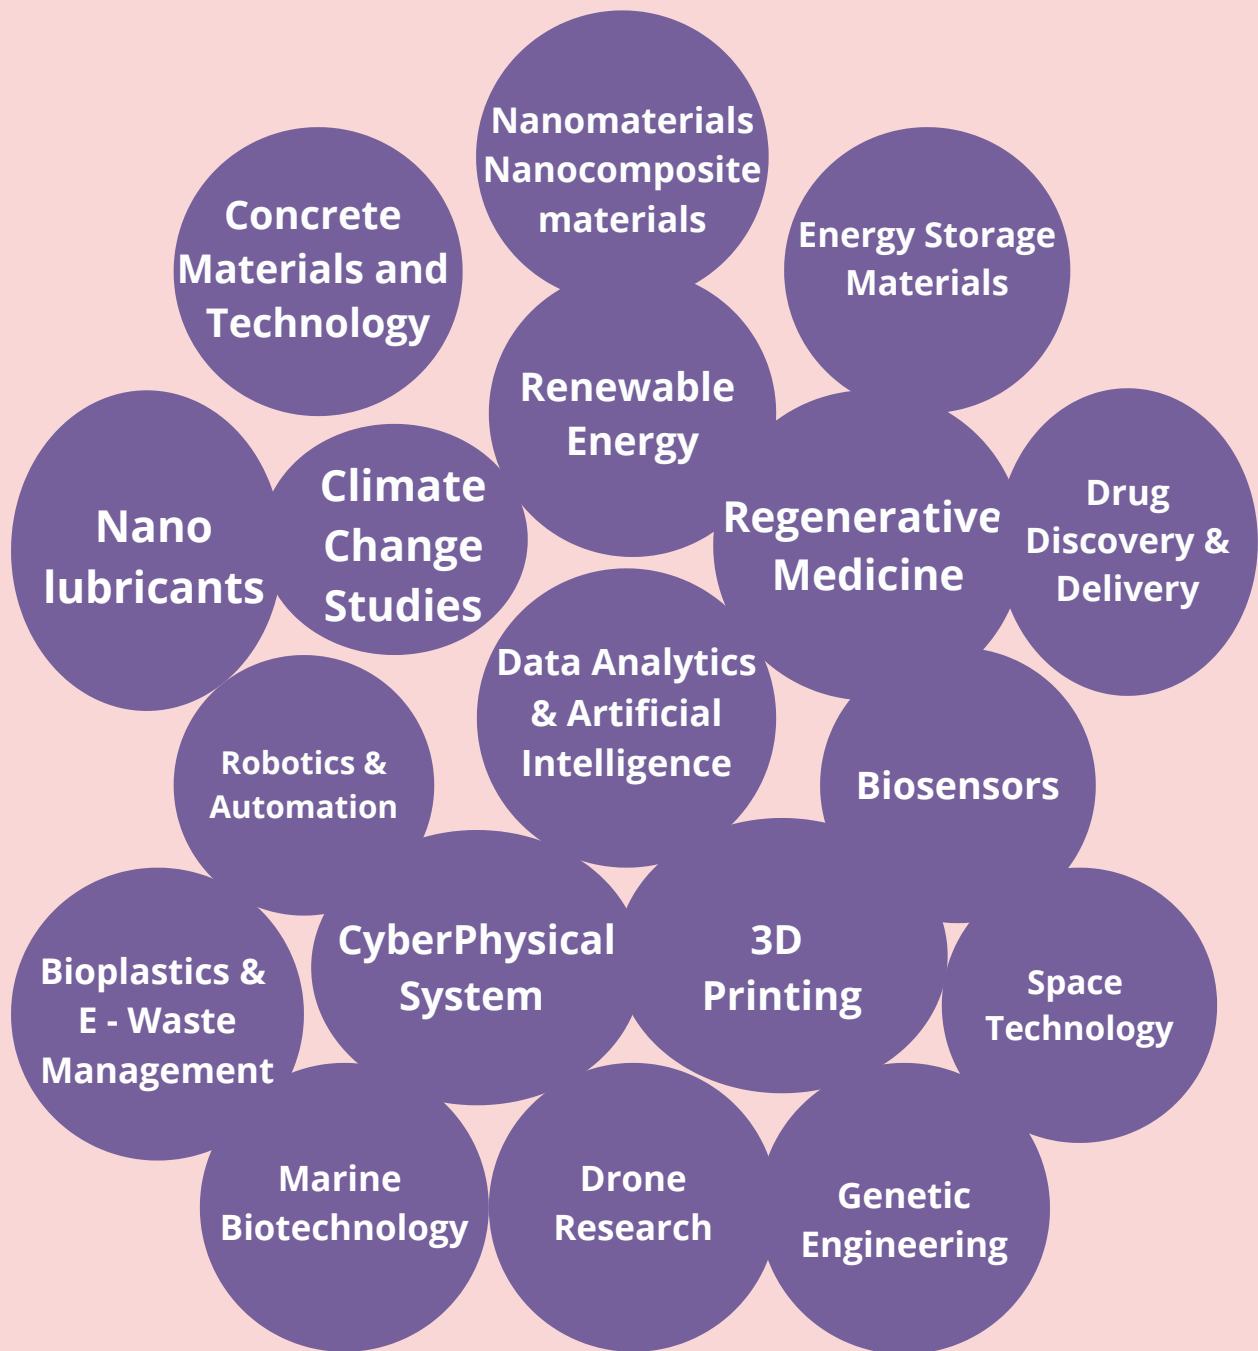 Nanomaterials
Nanocomposite
materials
Concrete
Materials and
Technology
Energy Storage
Materials
Renewable
Energy
Nano
lubricants
Climate
Change
Studies
Regenerative
Medicine
Drug
Discovery &
Delivery
Data Analytics
& Artificial
Intelligence
Robotics &
Automation
Biosensors
CyberPhysical
System
3D
Printing
Bioplastics &
E - Waste
Management
Space
Technology
Marine
Biotechnology
Drone
Research
Genetic
Engineering